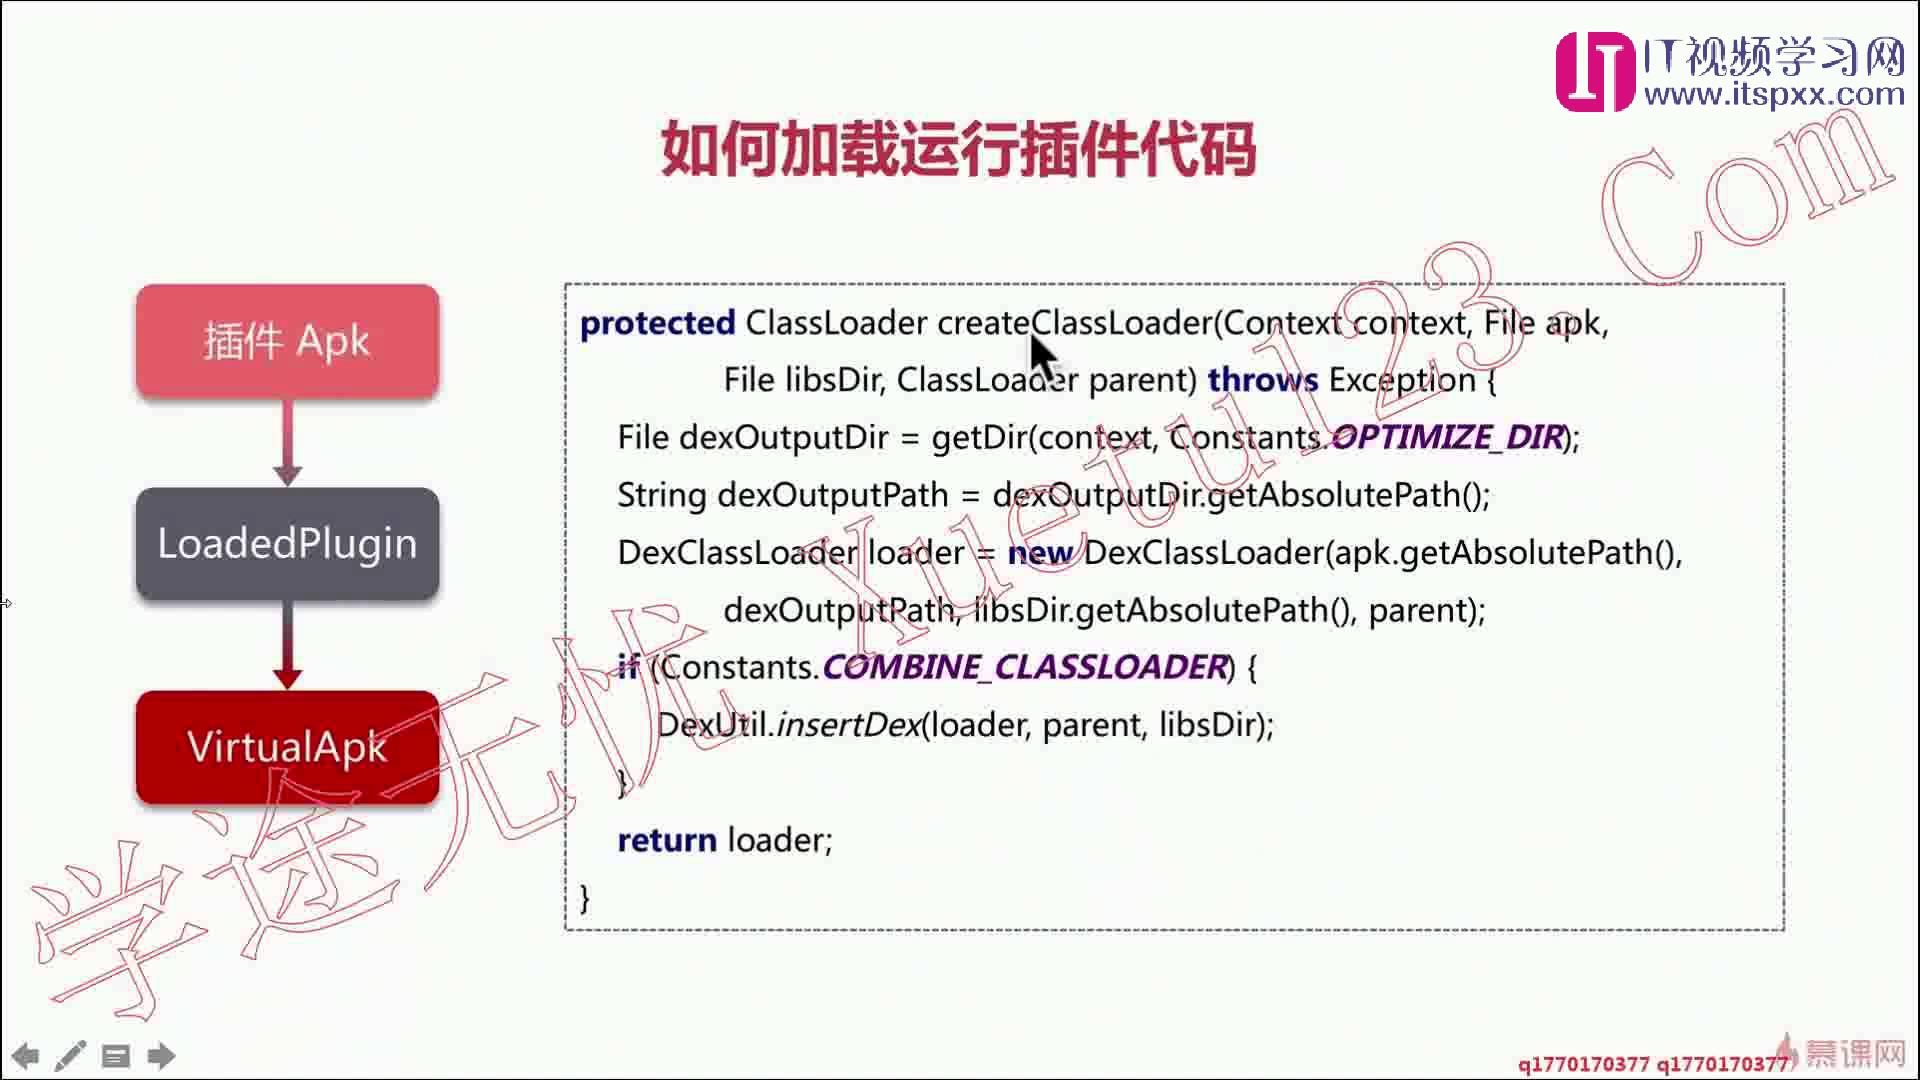 IT视频学习网
www.itspxx.com
如何加载运行插件代码
插件 Apk
LoadedPlugin
VirtualApk
protected ClassLoader createClassLoader(Context context, File apk,
File libsDir, ClassLoader parent) throws Exception {
File dexOutputDir = getDir(context, Constants.OPTIMIZE_DIR);
String dexOutputPath = dexOutputDir.getAbsolutePath();
DexClassLoader loader = new DexClassLoader(apk.getAbsolutePath(),
dexOutputPath, libsDir.getAbsolutePath(), parent);
if (Constants.COMBINE_CLASSLOADER) {
DexUtil.insertDex(loader, parent, libsDir);
}
return loader;
}
学途无忧 Xuetu123。Com
q1770170377 q1770170377
慕课网